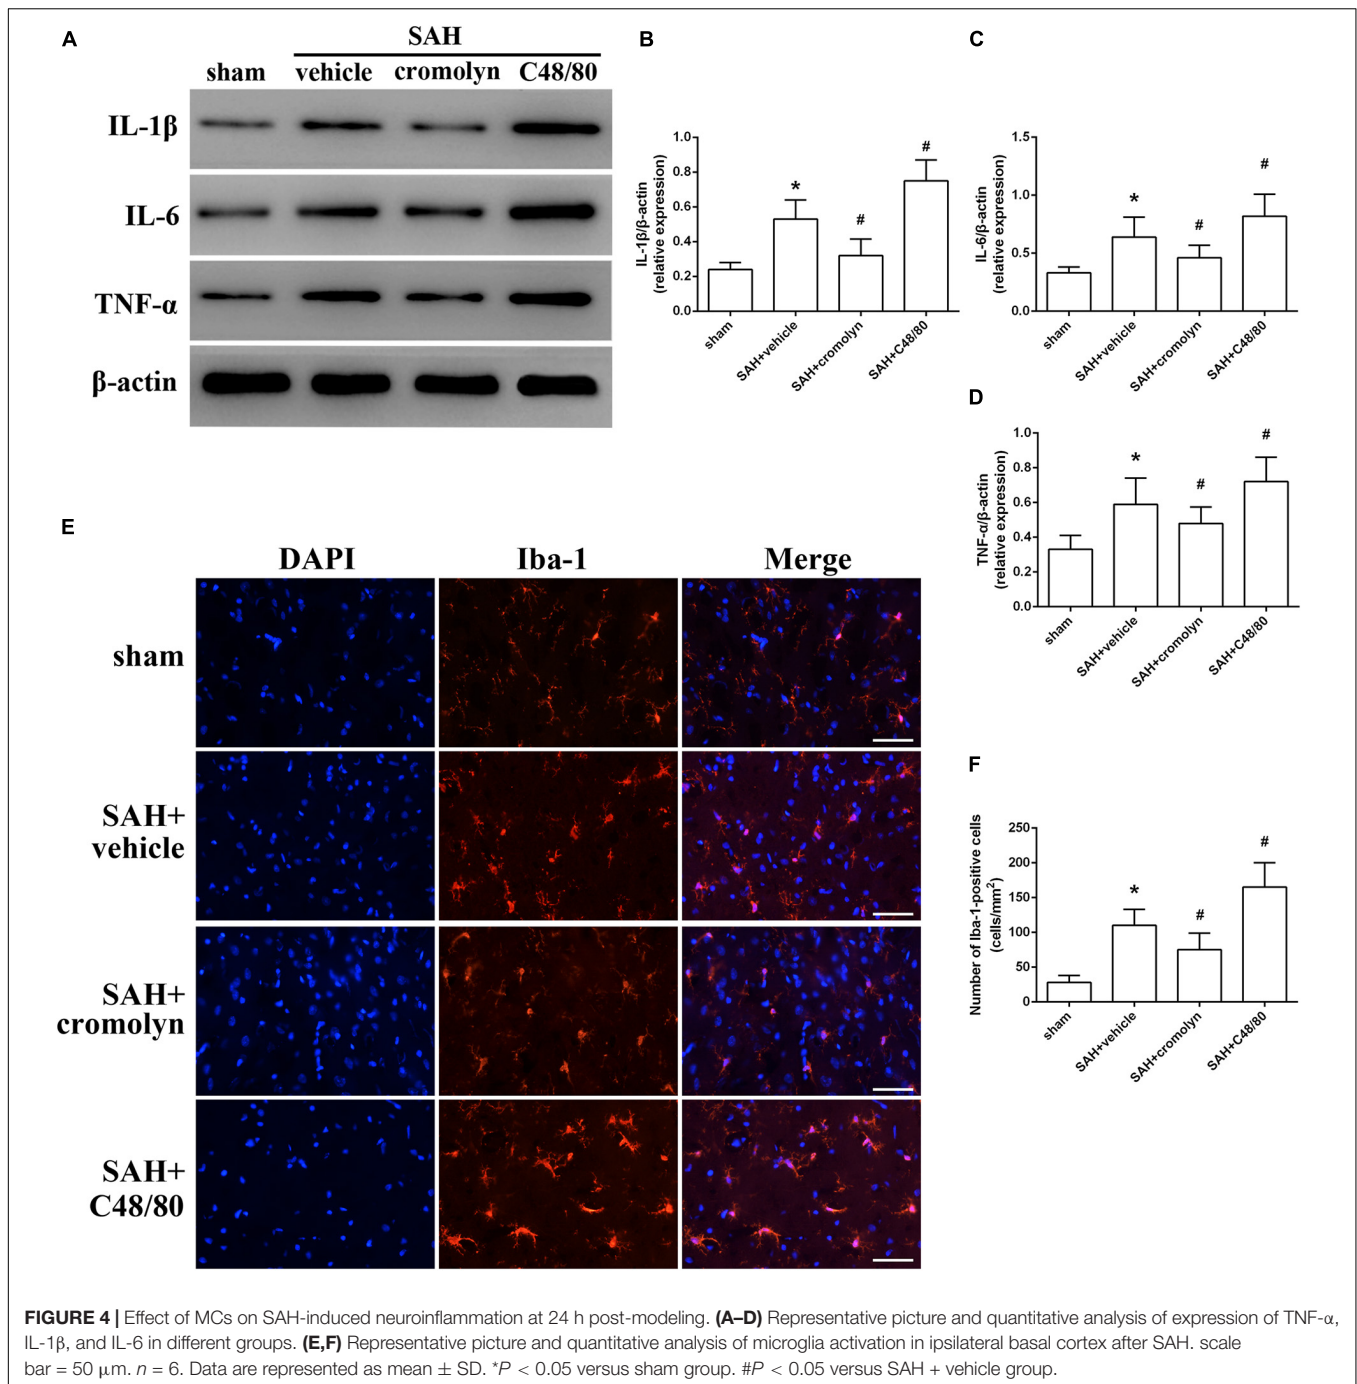 A
SAH
sham vehicle cromolyn C48/80
IL-1β
IL-6
TNF-α
β-actin
B
IL-1β/β-actin
(relative expression)
1.0
0.8
0.6
0.4
0.2
0.0
*
#
#
sham
SAH+vehicle
SAH+cromolyn
SAH+C48/80
C
IL-6/β-actin
(relative expression)
1.5
1.0
0.5
0.0
*
#
#
sham
SAH+vehicle
SAH+cromolyn
SAH+C48/80
D
TNF-α/β-actin
(relative expression)
1.0
0.8
0.6
0.4
0.2
0.0
*
#
#
sham
SAH+vehicle
SAH+cromolyn
SAH+C48/80
E
DAPI Iba-1 Merge
sham
SAH+
vehicle
SAH+
cromolyn
SAH+
C48/80
F
Number of Iba-1-positive cells
(cells/mm²)
250
200
150
100
50
0
*
#
#
sham
SAH+vehicle
SAH+cromolyn
SAH+C48/80
FIGURE 4 | Effect of MCs on SAH-induced neuroinflammation at 24 h post-modeling. (A–D) Representative picture and quantitative analysis of expression of TNF-α,
IL-1β, and IL-6 in different groups. (E,F) Representative picture and quantitative analysis of microglia activation in ipsilateral basal cortex after SAH. scale
bar = 50 μm. n = 6. Data are represented as mean ± SD. *P < 0.05 versus sham group. #P < 0.05 versus SAH + vehicle group.